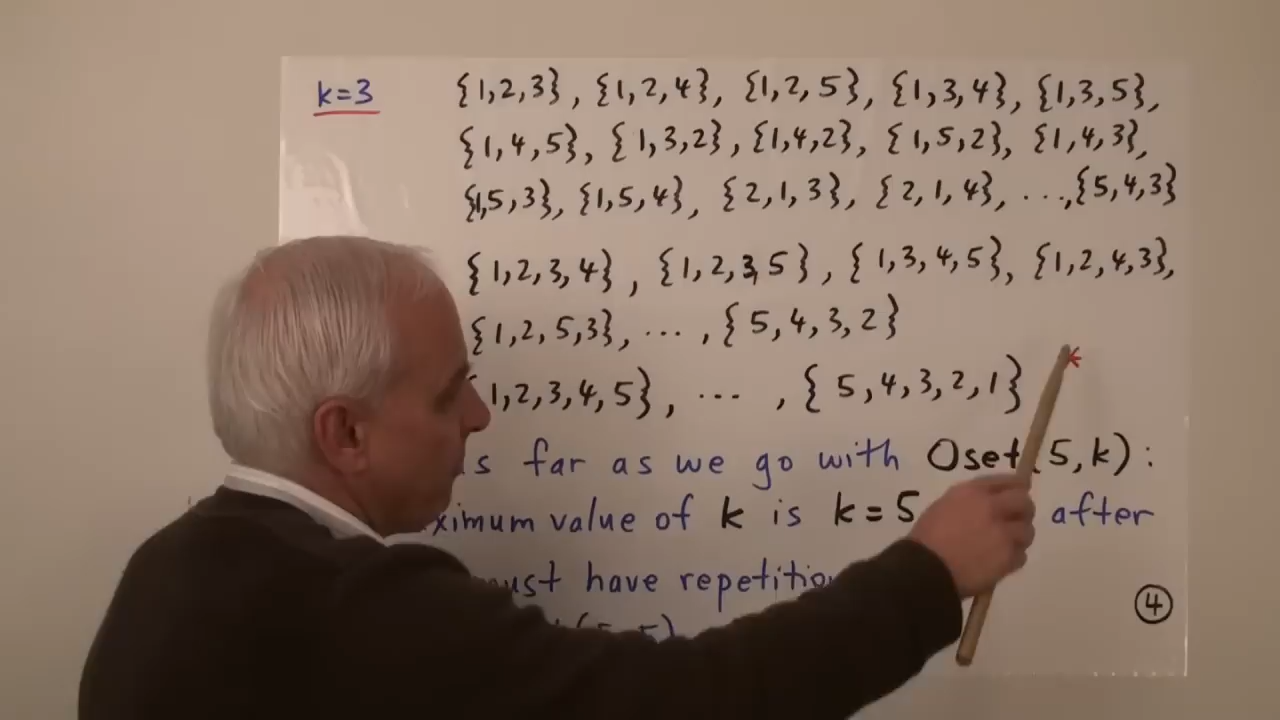 k=3 {1,2,3}, {1,2,4}, {1,2,5}, {1,3,4}, {1,3,5},
{1,4,5}, {1,3,2}, {1,4,2}, {1,5,2}, {1,4,3},
{1,5,3}, {1,5,4}, {2,1,3}, {2,1,4}, ...,{5,4,3}
{1,2,3,4}, {1,2,3,5}, {1,3,4,5}, {1,2,4,3},
{1,2,5,3}, ..., {5,4,3,2}
1,2,3,4,5}, ... , {5,4,3,2,1}
far as we go with Oset(5,k):
value of k is k=5 after
have
4